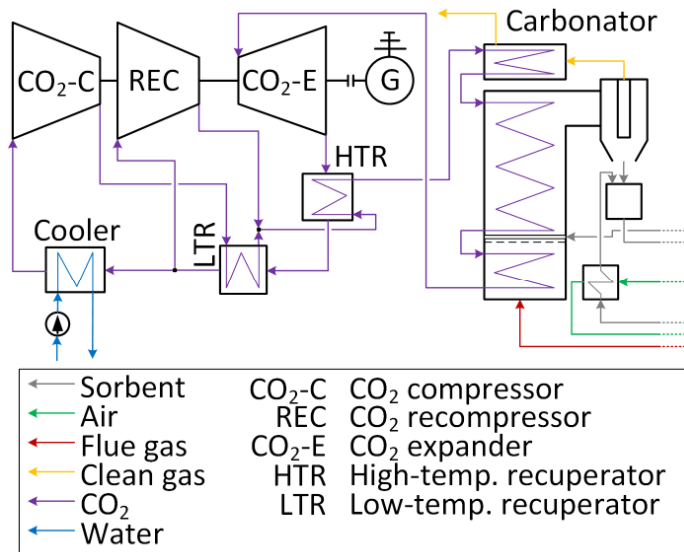 Carbonator
CO₂-C
REC
CO₂-E
G
HTR
LTR
Cooler
Sorbent
Air
Flue gas
Clean gas
CO₂
Water
CO₂-C CO₂ compressor
REC CO₂ recompressor
CO₂-E CO₂ expander
HTR High-temp. recuperator
LTR Low-temp. recuperator